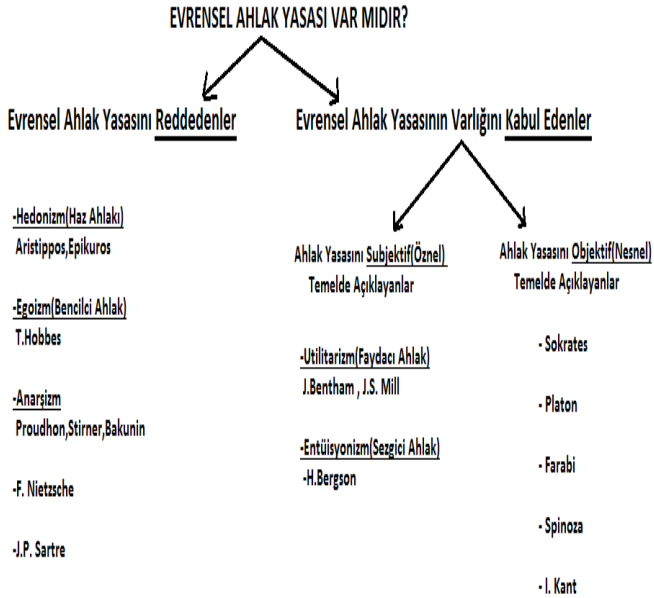 EVRENSEL AHLAK YASASI VAR MIDIR?
Evrensel Ahlak Yasasını Reddedenler
-Hedonizm(Haz Ahlakı)
Aristippos,Epikuros
-Egoizm(Bencilci Ahlak)
T.Hobbes
-Anarşizm
Proudhon,Stirner,Bakunin
-F. Nietzsche
-J.P. Sartre
Evrensel Ahlak Yasasının Varlığını Kabul Edenler
Ahlak Yasasını Subjektif(Öznel)
Temelde Açıklayanlar
-Utilitarizm(Faydacı Ahlak)
J.Bentham , J.S. Mill
-Entüisyonizm(Sezgici Ahlak)
-H.Bergson
Ahlak Yasasını Objektif(Nesnel)
Temelde Açıklayanlar
- Sokrates
- Platon
- Farabi
- Spinoza
- I. Kant